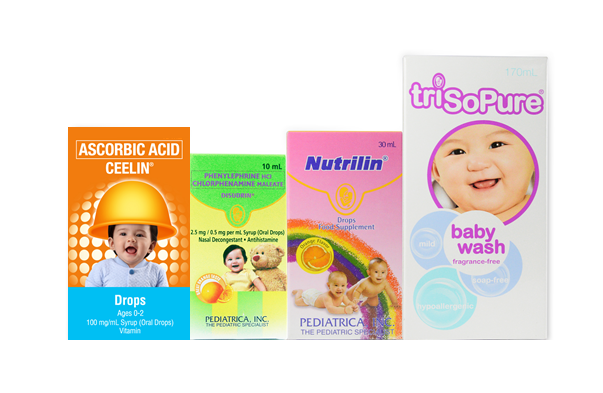 ASCORBIC ACID
CEELIN®
Drops
Ages 0-2
100 mg/mL Syrup (Oral Drops)
Vitamin
10 mL
PHENYLEPHRINE HCl
CHLORPHENAMINE MALEATE
DISUDRIN®
2.5 mg / 0.5 mg per mL Syrup (Oral Drops)
Nasal Decongestant • Antihistamine
PEDIATRICA, INC.
THE PEDIATRIC SPECIALIST
30 mL
Nutrilin®
Drops
Food Supplement
Orange Flavor
PEDIATRICA, INC.
THE PEDIATRIC SPECIALIST
170mL
triSoPure®
baby
wash
fragrance-free
mild
soap-free
hypoallergenic